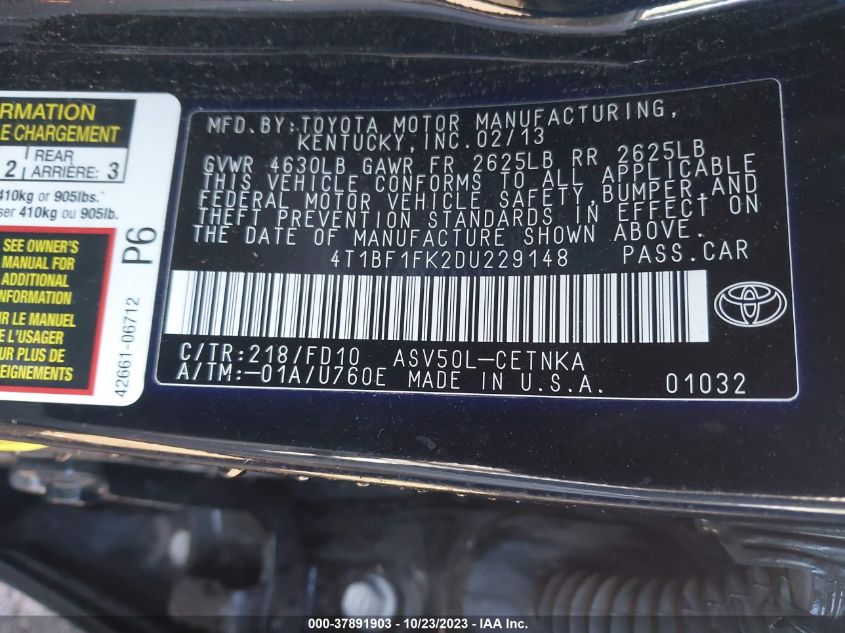 ORMATION
E CHARGEMENT
2 REAR ARRIÈRE: 3
410kg or 905lbs.
ser 410kg ou 905lb.
SEE OWNER'S
MANUAL FOR
ADDITIONAL
INFORMATION
R LE MANUEL
E L'USAGER
UR PLUS DE
ENSEIGNEMENTS
P6
42661-06712
MFD.BY:TOYOTA MOTOR MANUFACTURING,
KENTUCKY,INC.02/13
GVWR 4630LB GAWR FR 2625LB RR 2625LB
THIS VEHICLE CONFORMS TO ALL APPLICABLE
FEDERAL MOTOR VEHICLE SAFETY,BUMPER,AND
THEFT PREVENTION STANDARDS IN EFFECT ON
THE DATE OF MANUFACTURE SHOWN ABOVE.
4T1BF1FK2DU229148 PASS.CAR
C/TR:218/FD10 ASV50L-CETNKA
A/TM:-01A/U760E MADE IN U.S.A. 01032
000-37891903 - 10/23/2023 - IAA Inc.